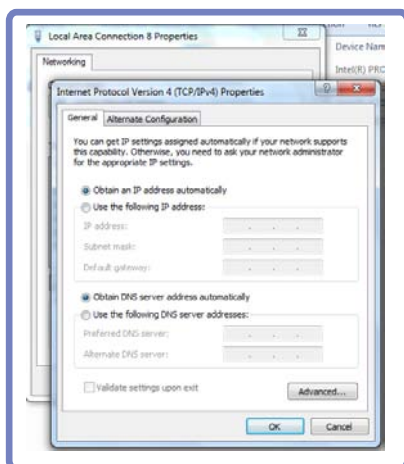 Local Area Connection 8 Properties
Device Nam
Networking
Intel(R) PRO
Internet Protocol Version 4 (TCP/IPv4) Properties
General
Alternate Configuration
You can get IP settings assigned automatically if your network supports
this capability. Otherwise, you need to ask your network administrator
for the appropriate IP settings.
Obtain an IP address automatically
Use the following IP address:
IP address:
Subnet mask:
Default gateway:
Obtain DNS server address automatically
Use the following DNS server addresses:
Preferred DNS server:
Alternate DNS server:
Validate settings upon exit
Advanced...
OK
Cancel